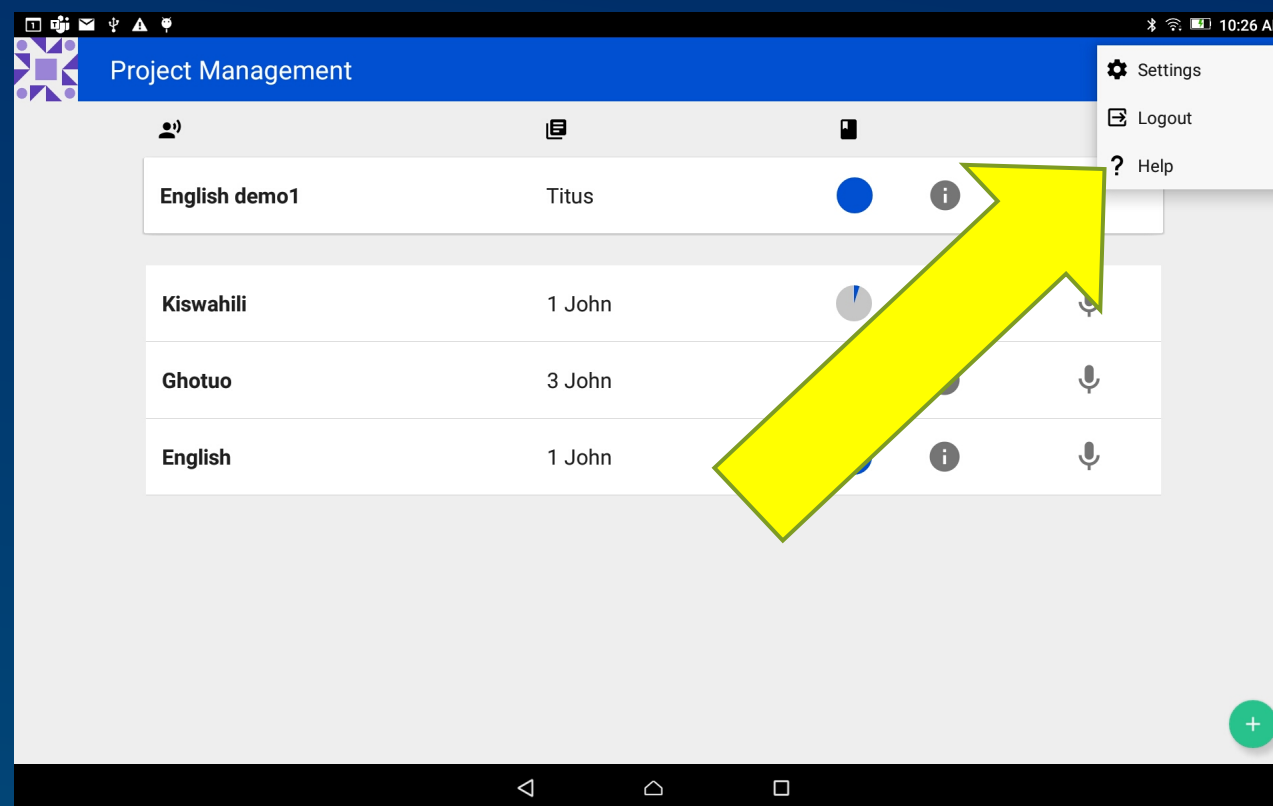 10:26 A
Project Management
Settings
Logout
Help
English demo1 Titus
Kiswahili 1 John
Ghotuo 3 John
English 1 John